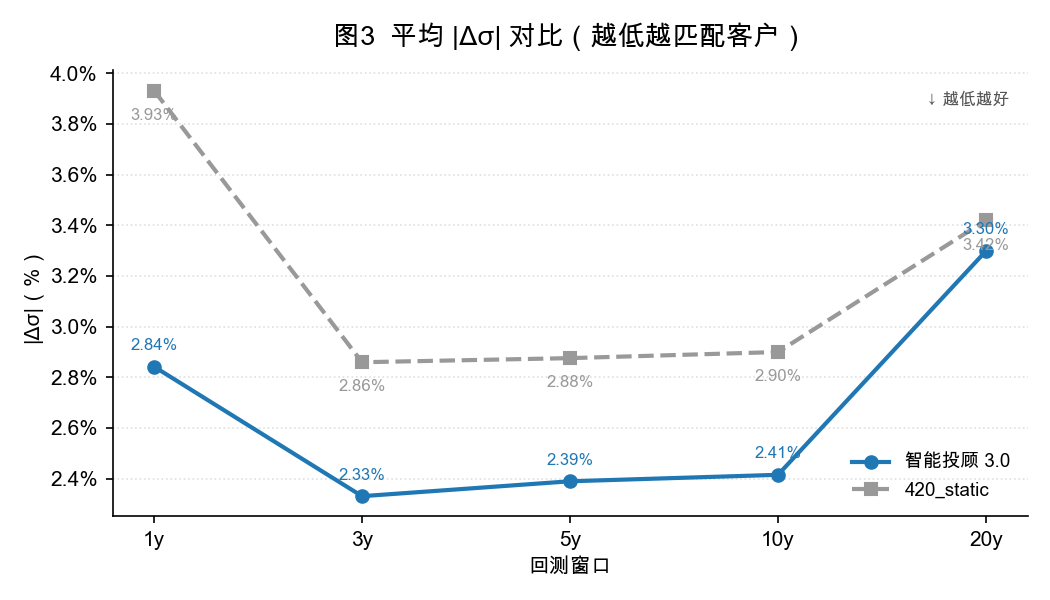 图3 平均 |Δσ| 对比（越低越匹配客户）
↓ 越低越好
|Δσ|（%）
4.0%
3.8%
3.6%
3.4%
3.2%
3.0%
2.8%
2.6%
2.4%
3.93%
2.86%
2.88%
2.90%
3.42%
2.84%
2.33%
2.39%
2.41%
3.30%
智能投顾 3.0
420_static
1y
3y
5y
10y
20y
回测窗口